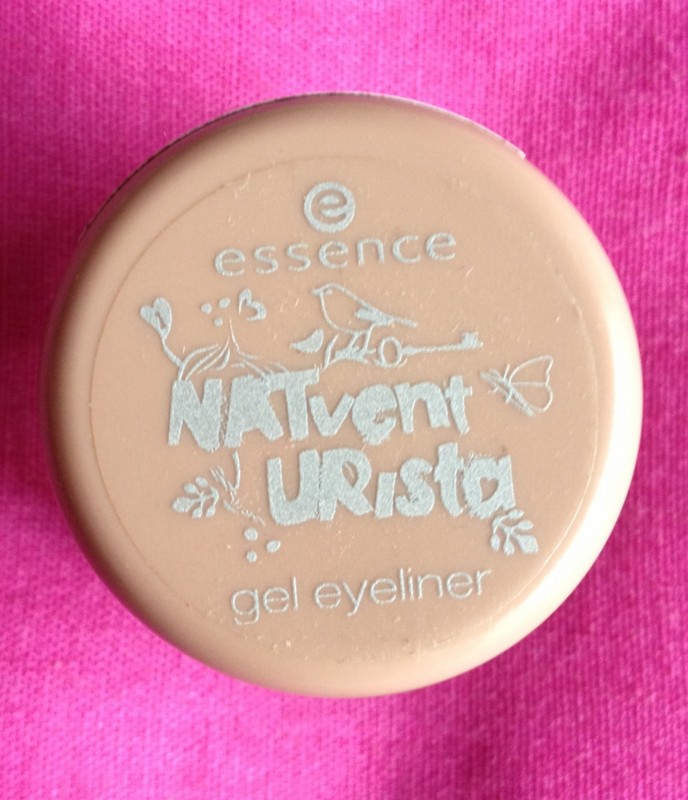 e
essence
NATvent
URista
gel eyeliner